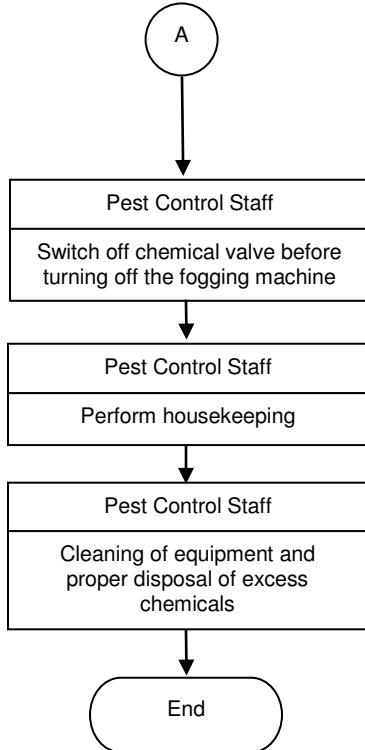 A
Pest Control Staff
Switch off chemical valve before
turning off the fogging machine
Pest Control Staff
Perform housekeeping
Pest Control Staff
Cleaning of equipment and
proper disposal of excess
chemicals
End